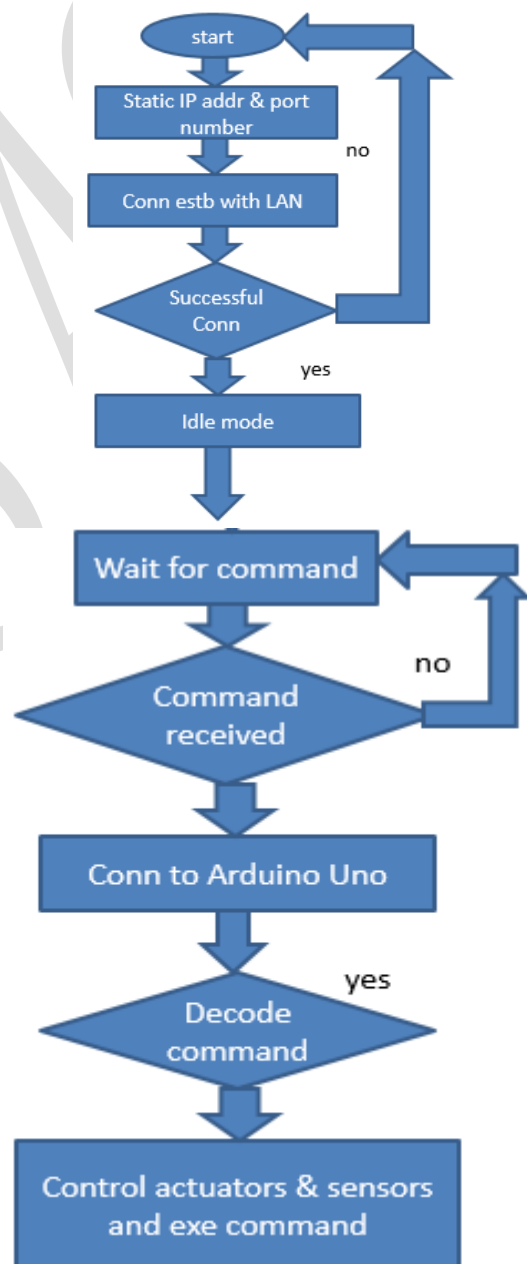 start
Static IP addr & port
number
no
Conn estb with LAN
Successful
Conn
yes
Idle mode
Wait for command
no
Command
received
Conn to Arduino Uno
yes
Decode
command
Control actuators & sensors
and exe command